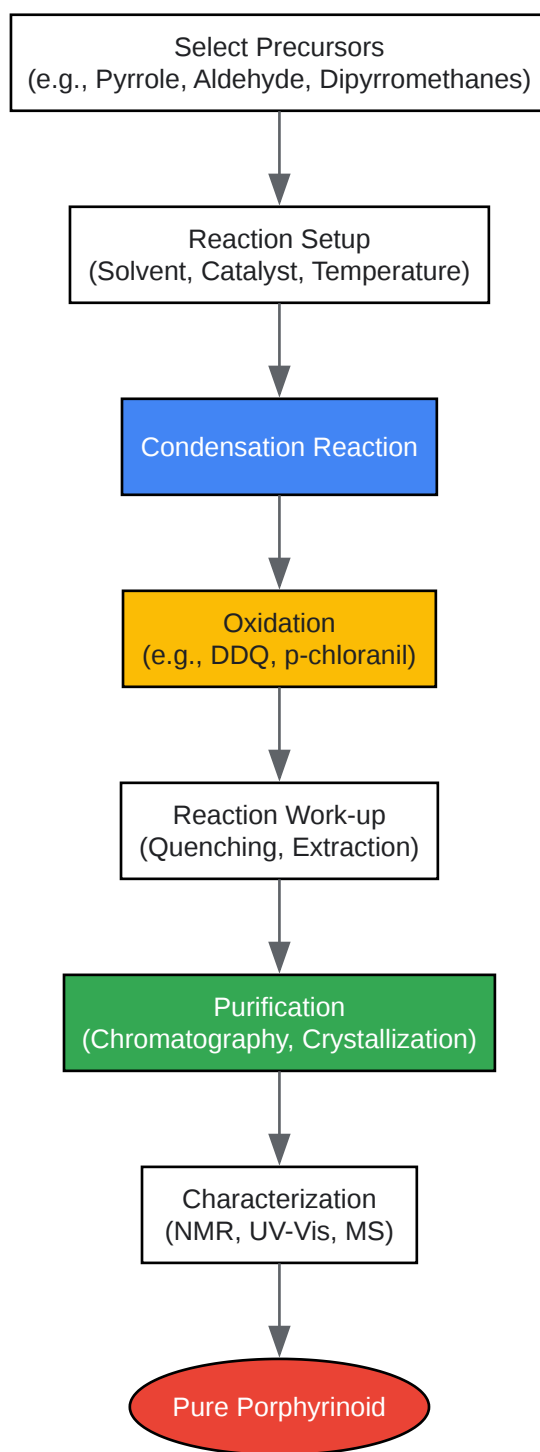 Select Precursors
(e.g., Pyrrole, Aldehyde, Dipyrromethanes)
Reaction Setup
(Solvent, Catalyst, Temperature)
Condensation Reaction
Oxidation
(e.g., DDQ, p-chloranil)
Reaction Work-up
(Quenching, Extraction)
Purification
(Chromatography, Crystallization)
Characterization
(NMR, UV-Vis, MS)
Pure Porphyrinoid